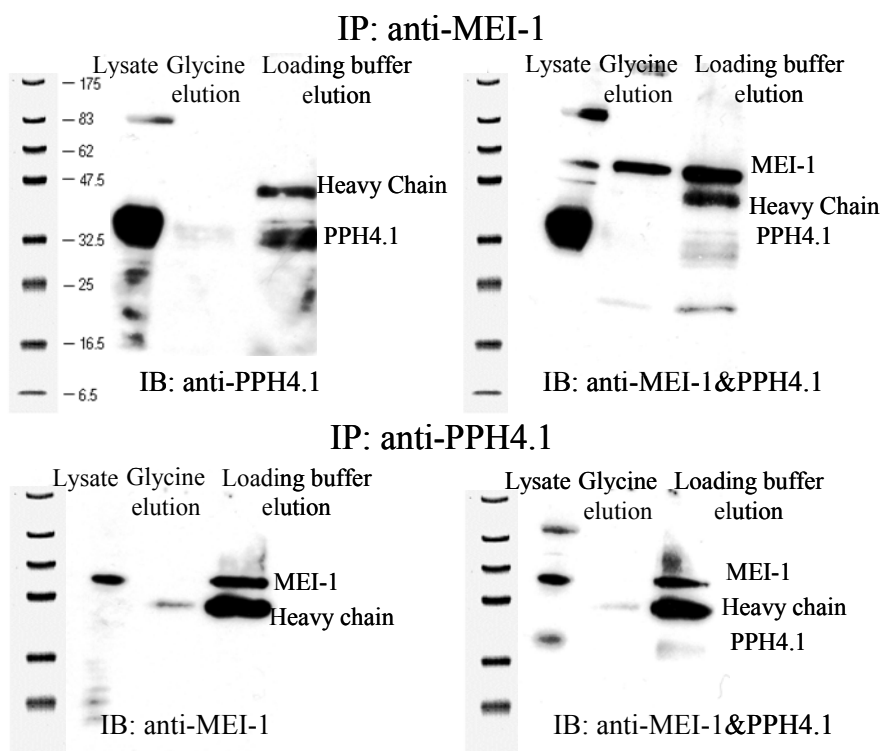 IP: anti-MEI-1
Lysate Glycine elution Loading buffer elution
175
83
62
47.5
32.5
25
16.5
6.5
Heavy Chain
PPH4.1
IB: anti-PPH4.1
Lysate Glycine elution Loading buffer elution
MEI-1
Heavy Chain
PPH4.1
IB: anti-MEI-1&PPH4.1
IP: anti-PPH4.1
Lysate Glycine elution Loading buffer elution
MEI-1
Heavy chain
IB: anti-MEI-1
Lysate Glycine elution Loading buffer elution
MEI-1
Heavy chain
PPH4.1
IB: anti-MEI-1&PPH4.1